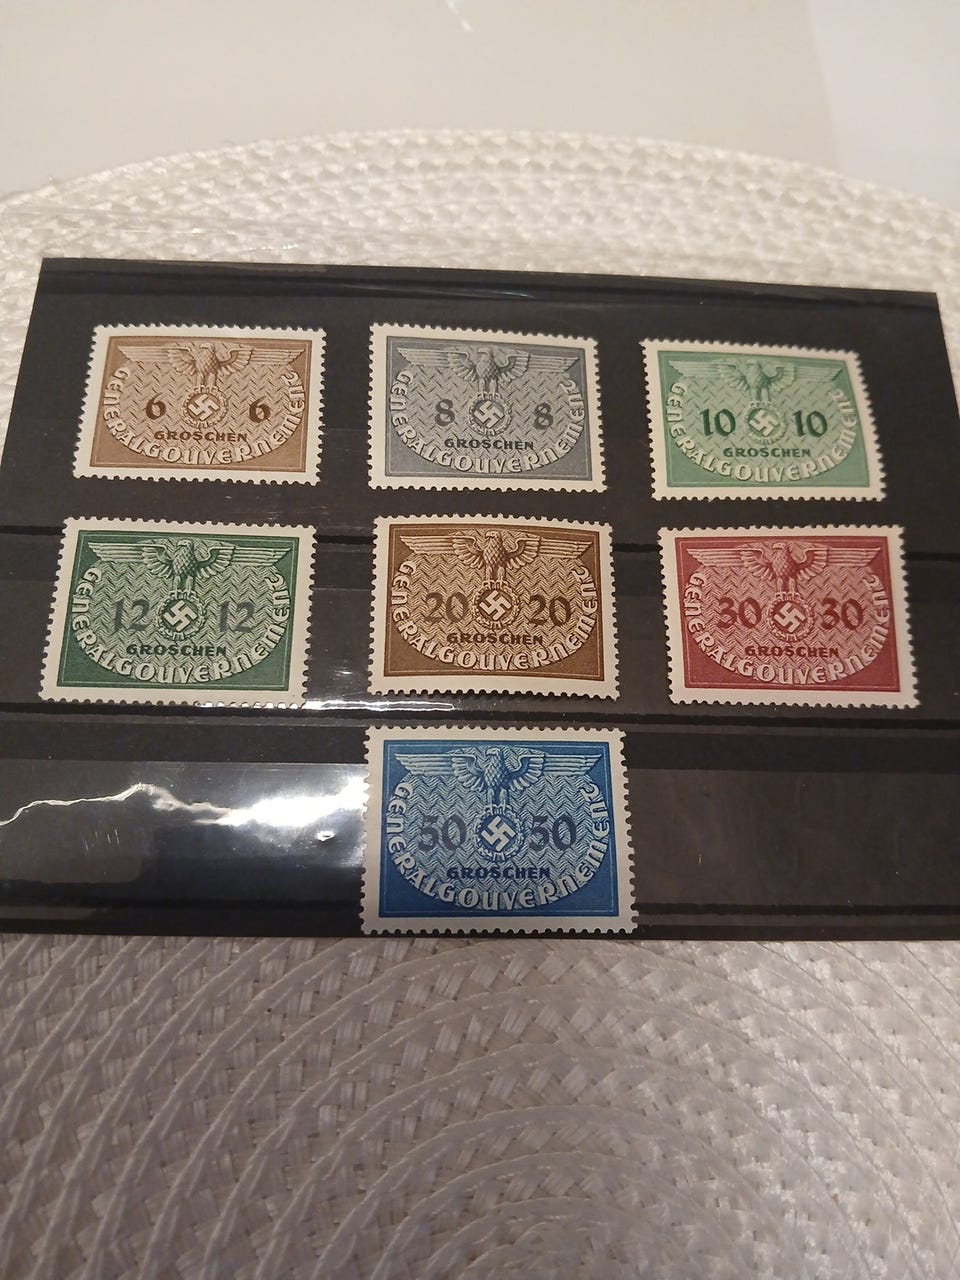 6 6
GROSCHEN
GENERALGOUVERNEMENT
8 8
GROSCHEN
GENERALGOUVERNEMENT
10 10
GROSCHEN
GENERALGOUVERNEMENT
12 12
GROSCHEN
GENERALGOUVERNEMENT
20 20
GROSCHEN
GENERALGOUVERNEMENT
30 30
GROSCHEN
GENERALGOUVERNEMENT
50 50
GROSCHEN
GENERALGOUVERNEMENT